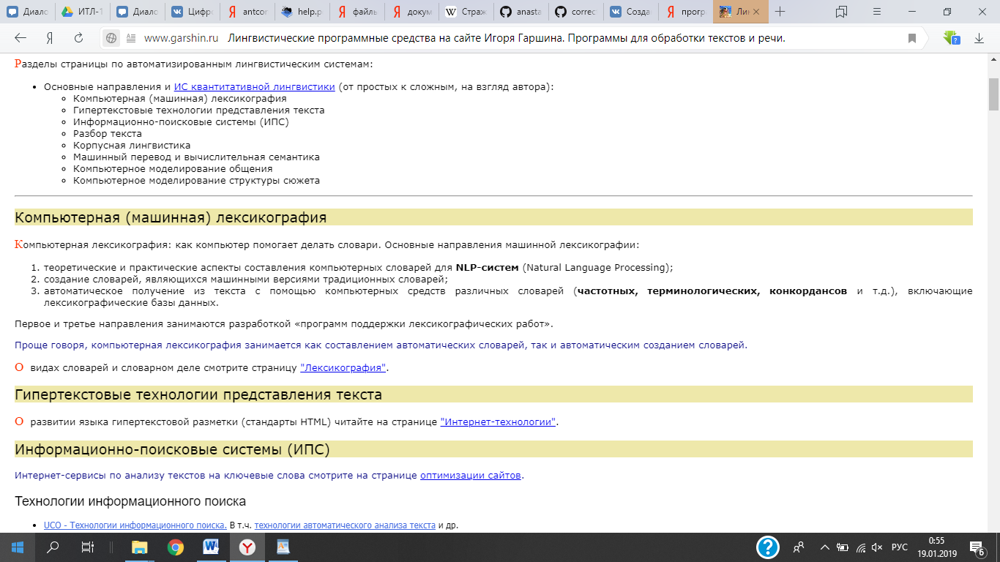 Диало
ИТЛ-1
Диало
Цифр
antcor
help.p
файль
докум
Страж
anasta
correc
Созда
прогр
Лин
www.garshin.ru Лингвистические программные средства на сайте Игоря Гаршина. Программы для обработки текстов и речи.
Разделы страницы по автоматизированным лингвистическим системам:
Основные направления и ИС квантитативной лингвистики (от простых к сложным, на взгляд автора):
Компьютерная (машинная) лексикография
Гипертекстовые технологии представления текста
Информационно-поисковые системы (ИПС)
Разбор текста
Корпусная лингвистика
Машинный перевод и вычислительная семантика
Компьютерное моделирование общения
Компьютерное моделирование структуры сюжета
Компьютерная (машинная) лексикография
Компьютерная лексикография: как компьютер помогает делать словари. Основные направления машинной лексикографии:
1. теоретические и практические аспекты составления компьютерных словарей для NLP-систем (Natural Language Processing);
2. создание словарей, являющихся машинными версиями традиционных словарей;
3. автоматическое получение из текста с помощью компьютерных средств различных словарей (частотных, терминологических, конкордансов и т.д.), включающие
лексикографические базы данных.
Первое и третье направления занимаются разработкой «программ поддержки лексикографических работ».
Проще говоря, компьютерная лексикография занимается как составлением автоматических словарей, так и автоматическим созданием словарей.
О видах словарей и словарном деле смотрите страницу "Лексикография".
Гипертекстовые технологии представления текста
О развитии языка гипертекстовой разметки (стандарты HTML) читайте на странице "Интернет-технологии".
Информационно-поисковые системы (ИПС)
Интернет-сервисы по анализу текстов на ключевые слова смотрите на странице оптимизации сайтов.
Технологии информационного поиска
UCO - Технологии информационного поиска. В т.ч. технологии автоматического анализа текста и др.
РУС
0:55
19.01.2019
6